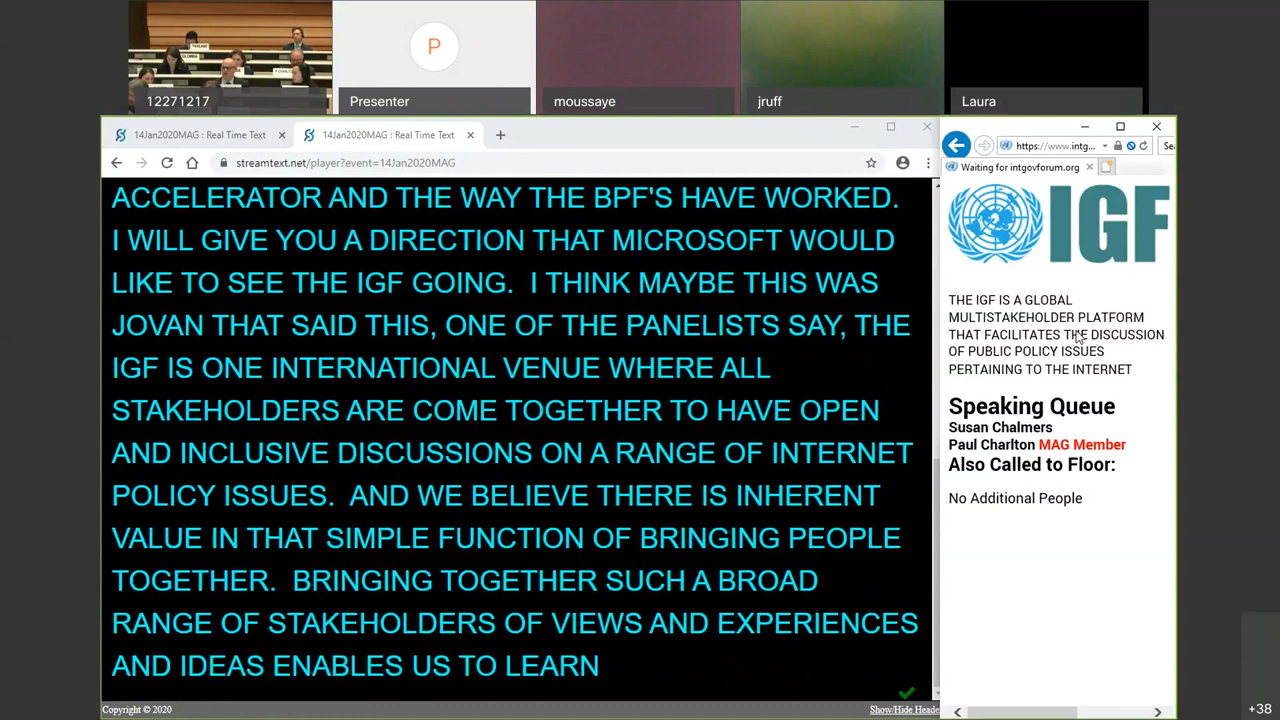 THAILAND
COLOMBIA
P
12271217
Presenter
moussaye
jruff
Laura
14Jan2020MAG : Real Time Text
14Jan2020MAG : Real Time Text
streamtext.net/player?event=14Jan2020MAG
ACCELERATOR AND THE WAY THE BPF'S HAVE WORKED.
I WILL GIVE YOU A DIRECTION THAT MICROSOFT WOULD
LIKE TO SEE THE IGF GOING.  I THINK MAYBE THIS WAS
JOVAN THAT SAID THIS, ONE OF THE PANELISTS SAY, THE
IGF IS ONE INTERNATIONAL VENUE WHERE ALL
STAKEHOLDERS ARE COME TOGETHER TO HAVE OPEN
AND INCLUSIVE DISCUSSIONS ON A RANGE OF INTERNET
POLICY ISSUES.  AND WE BELIEVE THERE IS INHERENT
VALUE IN THAT SIMPLE FUNCTION OF BRINGING PEOPLE
TOGETHER.  BRINGING TOGETHER SUCH A BROAD
RANGE OF STAKEHOLDERS OF VIEWS AND EXPERIENCES
AND IDEAS ENABLES US TO LEARN
Copyright © 2020
Show/Hide Heade
https://www.intg...
Sea
Waiting for intgovforum.org
IGF
THE IGF IS A GLOBAL
MULTISTAKEHOLDER PLATFORM
THAT FACILITATES THE DISCUSSION
OF PUBLIC POLICY ISSUES
PERTAINING TO THE INTERNET
Speaking Queue
Susan Chalmers
Paul Charlton MAG Member
Also Called to Floor:
No Additional People
+38